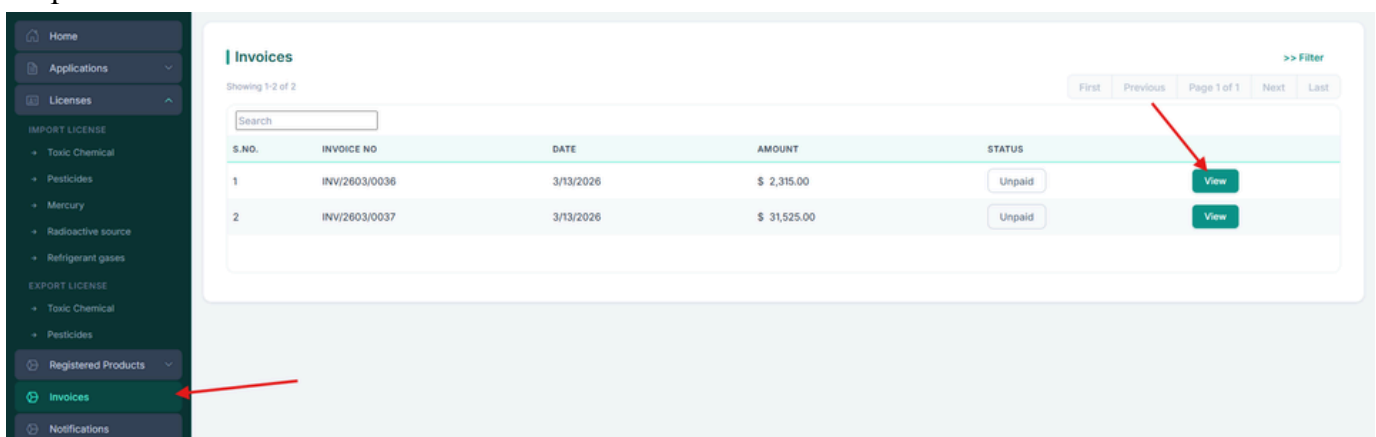 Home
Applications
Licenses
IMPORT LICENSE
Toxic Chemical
Pesticides
Mercury
Radioactive source
Refrigerant gases
EXPORT LICENSE
Toxic Chemical
Pesticides
Registered Products
Invoices
Notifications
Invoices
>> Filter
Showing 1-2 of 2
First Previous Page 1 of 1 Next Last
Search
S.NO. INVOICE NO DATE AMOUNT STATUS
1 INV/2603/0036 3/13/2026 $ 2,315.00 Unpaid View
2 INV/2603/0037 3/13/2026 $ 31,525.00 Unpaid View